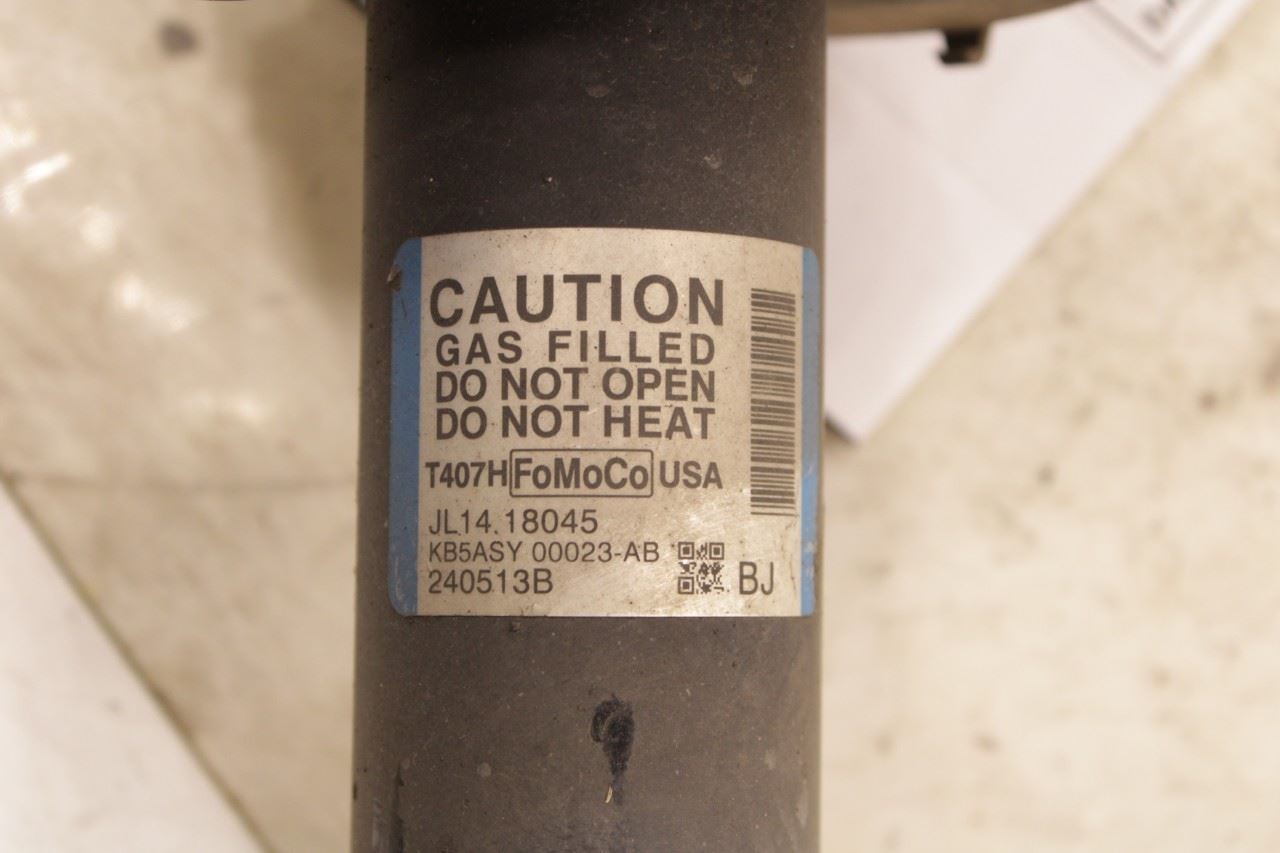 CAUTION
GAS FILLED
DO NOT OPEN
DO NOT HEAT
T407H FoMoCo USA
JL14.18045
KB5ASY 00023-AB
240513B BJ